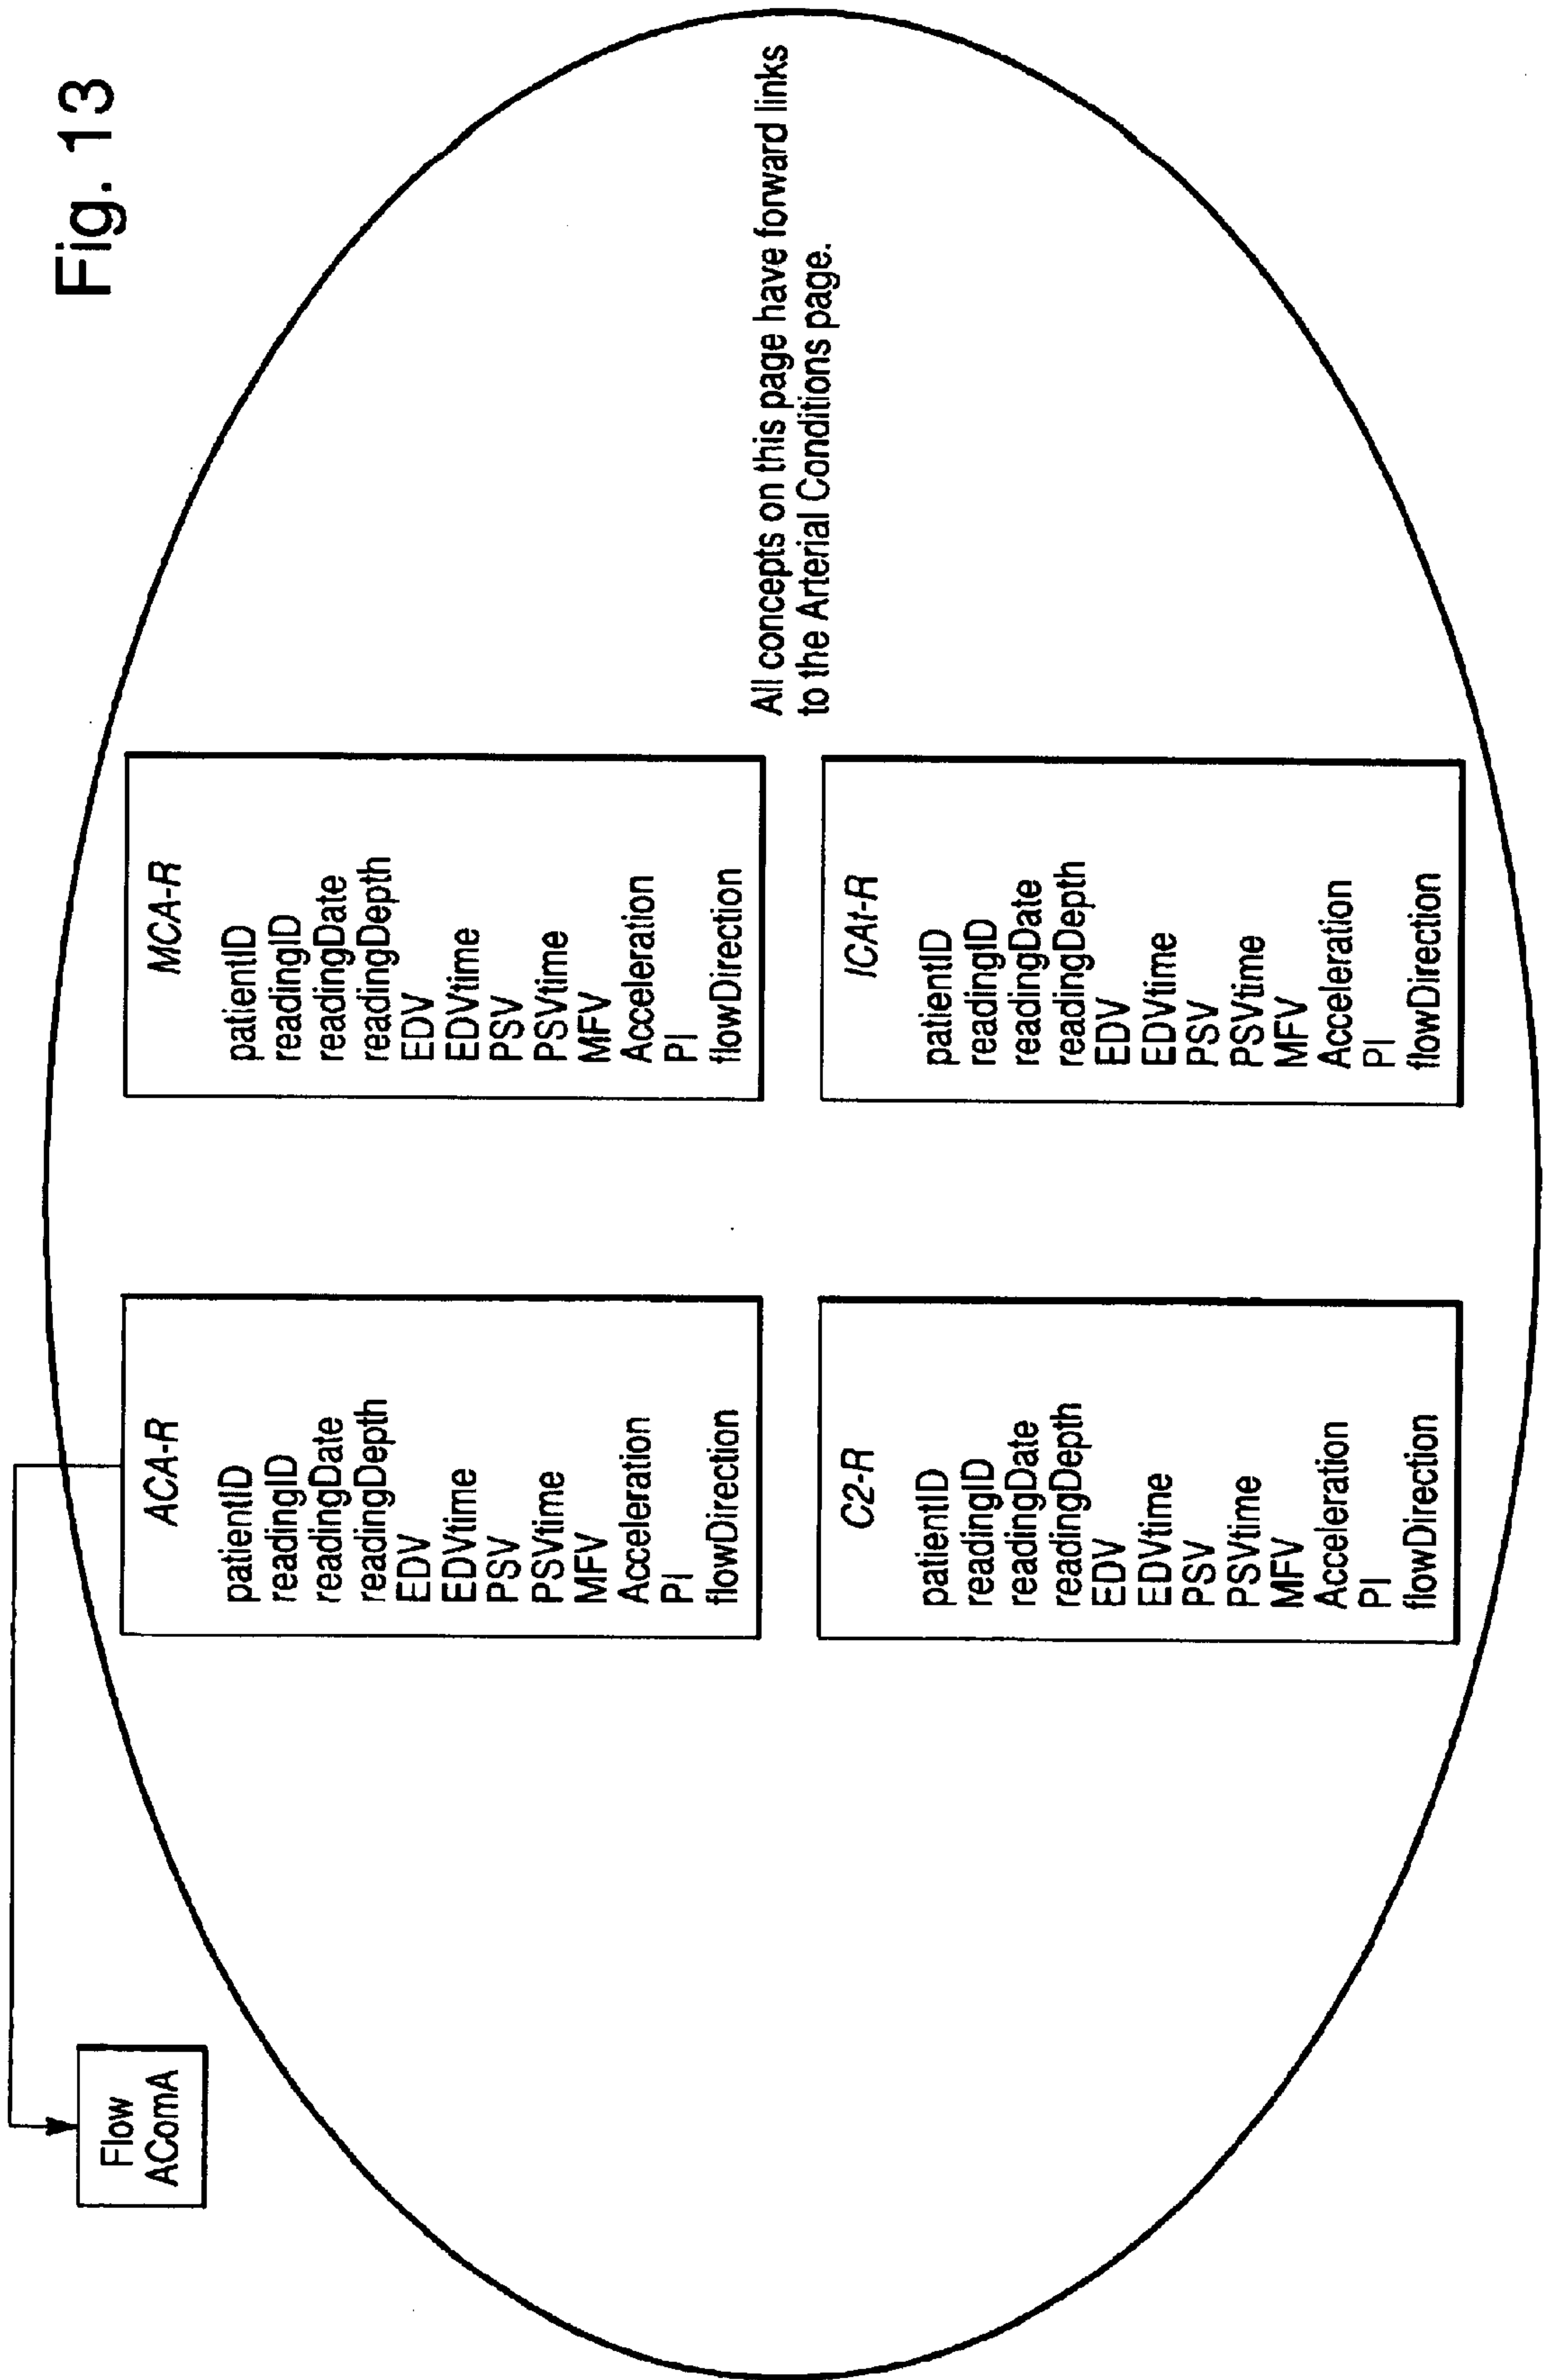 Fig. 13
Flow
AComA
ACA-R
patientID
readingID
readingDate
readingDepth
EDV
EDVtime
PSV
PSVtime
MFV
Acceleration
PI
flowDirection
MCA-R
patientID
readingID
readingDate
readingDepth
EDV
EDVtime
PSV
PSVtime
MFV
Acceleration
PI
flowDirection
All concepts on this page have forward links
to the Arterial Conditions page.
C2-R
patientID
readingID
readingDate
readingDepth
EDV
EDVtime
PSV
PSVtime
MFV
Acceleration
PI
flowDirection
ICAt-R
patientID
readingID
readingDate
readingDepth
EDV
EDVtime
PSV
PSVtime
MFV
Acceleration
PI
flowDirection